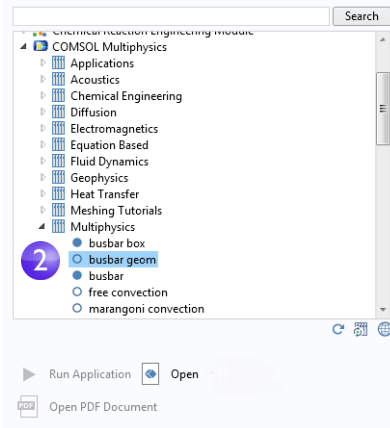 Search
Chemical Reaction Engineering Module
COMSOL Multiphysics
Applications
Acoustics
Chemical Engineering
Diffusion
Electromagnetics
Equation Based
Fluid Dynamics
Geophysics
Heat Transfer
Meshing Tutorials
Multiphysics
busbar box
2 busbar geom
busbar
free convection
marangoni convection
Run Application Open
PDF Open PDF Document